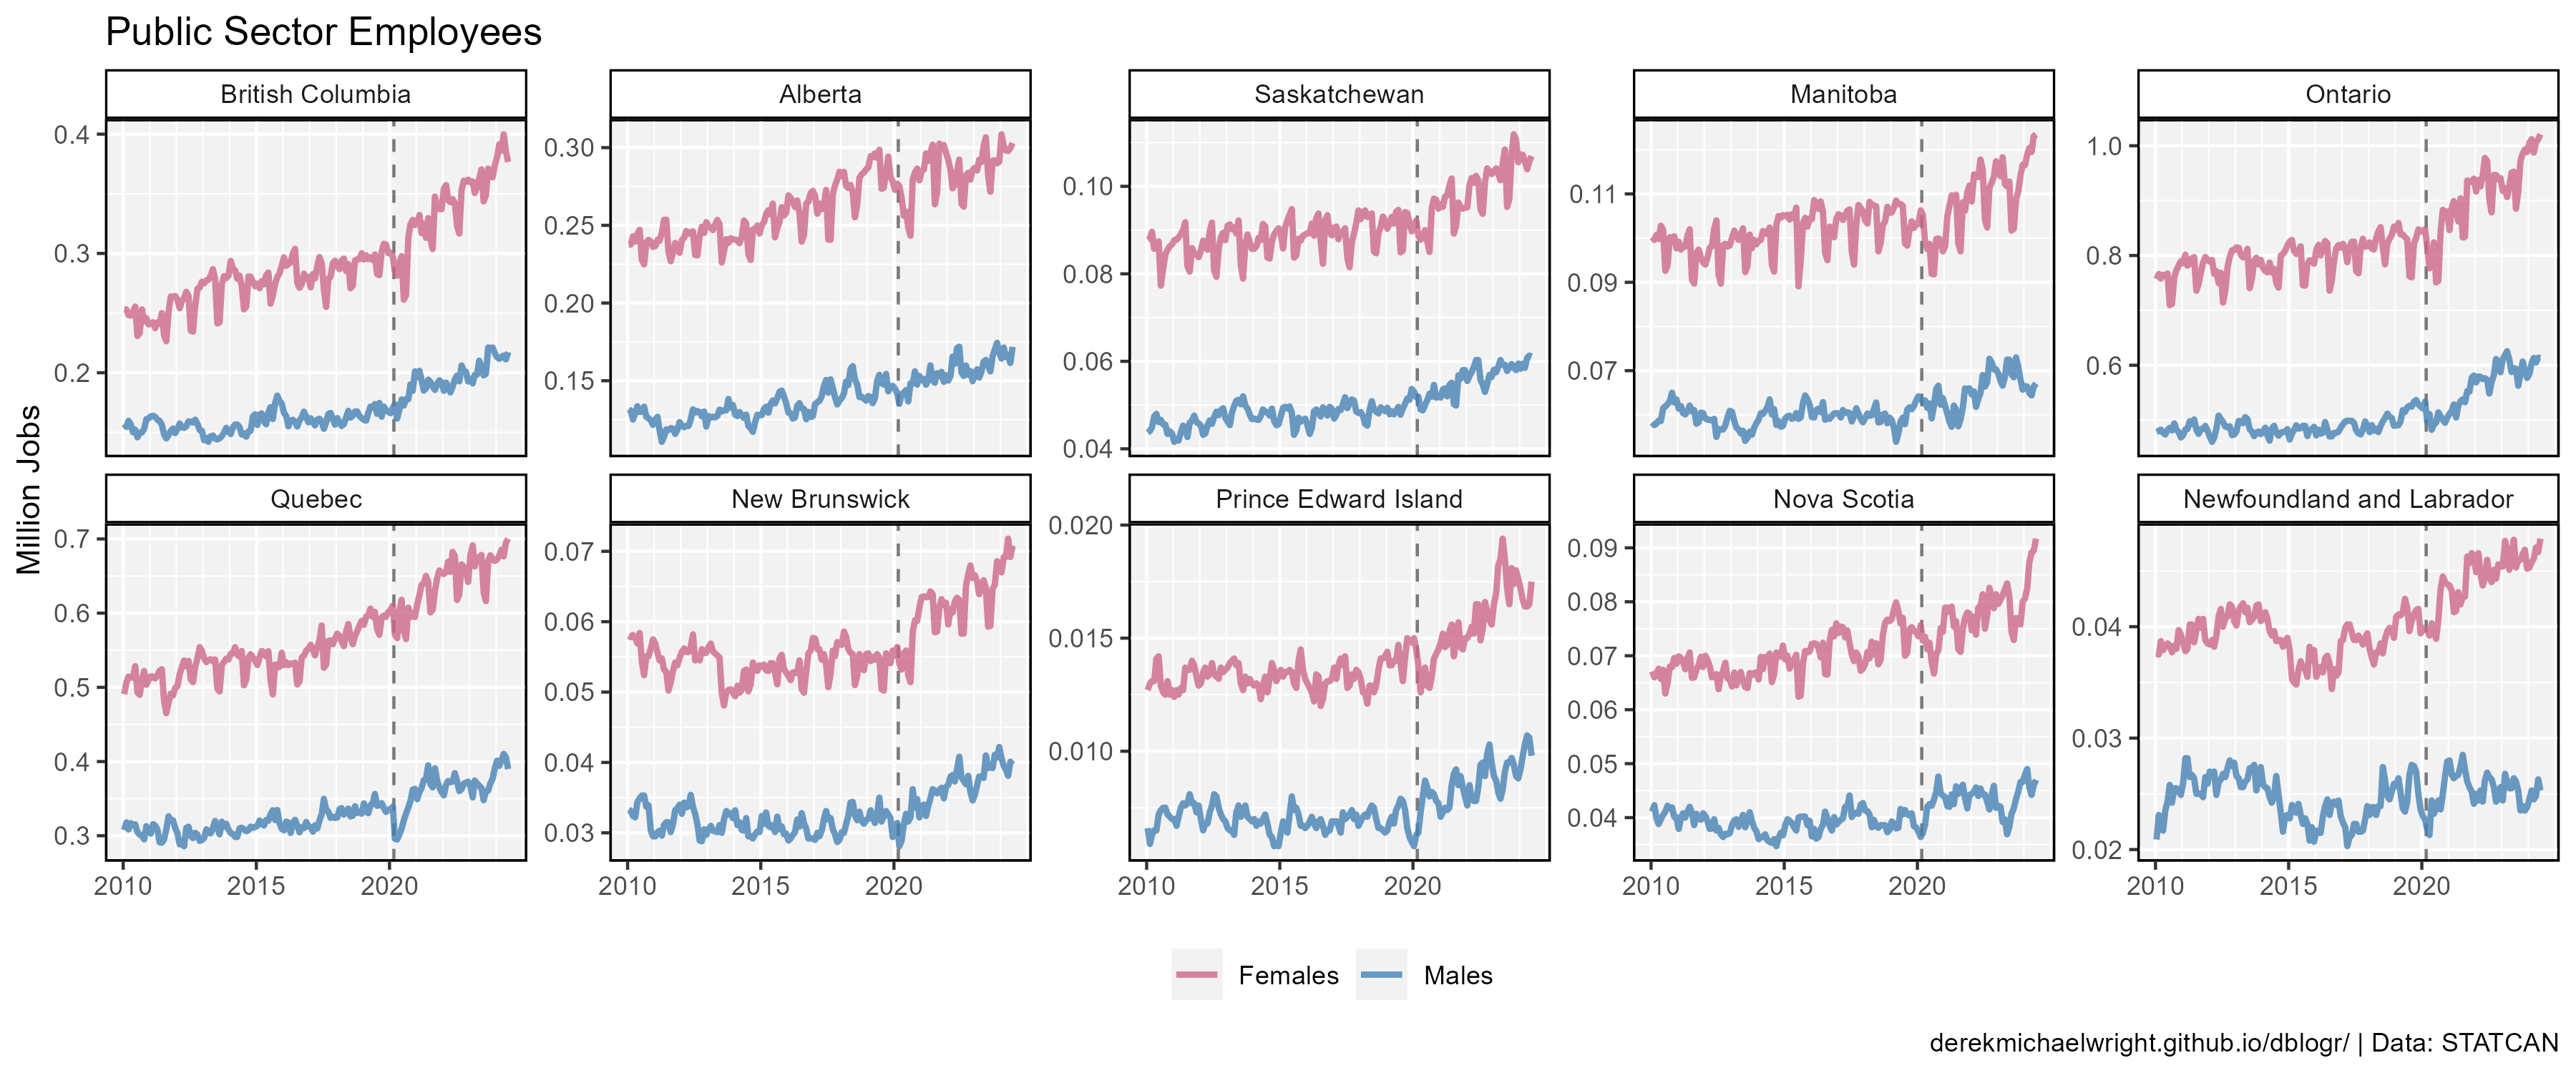 Public Sector Employees
British Columbia
Alberta
Saskatchewan
Manitoba
Ontario
0.4
0.3
0.2
0.30
0.25
0.20
0.15
0.10
0.08
0.06
0.04
0.11
0.09
0.07
1.0
0.8
0.6
Million Jobs
Quebec
New Brunswick
Prince Edward Island
Nova Scotia
Newfoundland and Labrador
0.7
0.6
0.5
0.4
0.3
0.07
0.06
0.05
0.04
0.03
0.020
0.015
0.010
0.09
0.08
0.07
0.06
0.05
0.04
0.04
0.03
0.02
2010 2015 2020
2010 2015 2020
2010 2015 2020
2010 2015 2020
2010 2015 2020
Females Males
derekmichaelwright.github.io/dblogr/ | Data: STATCAN